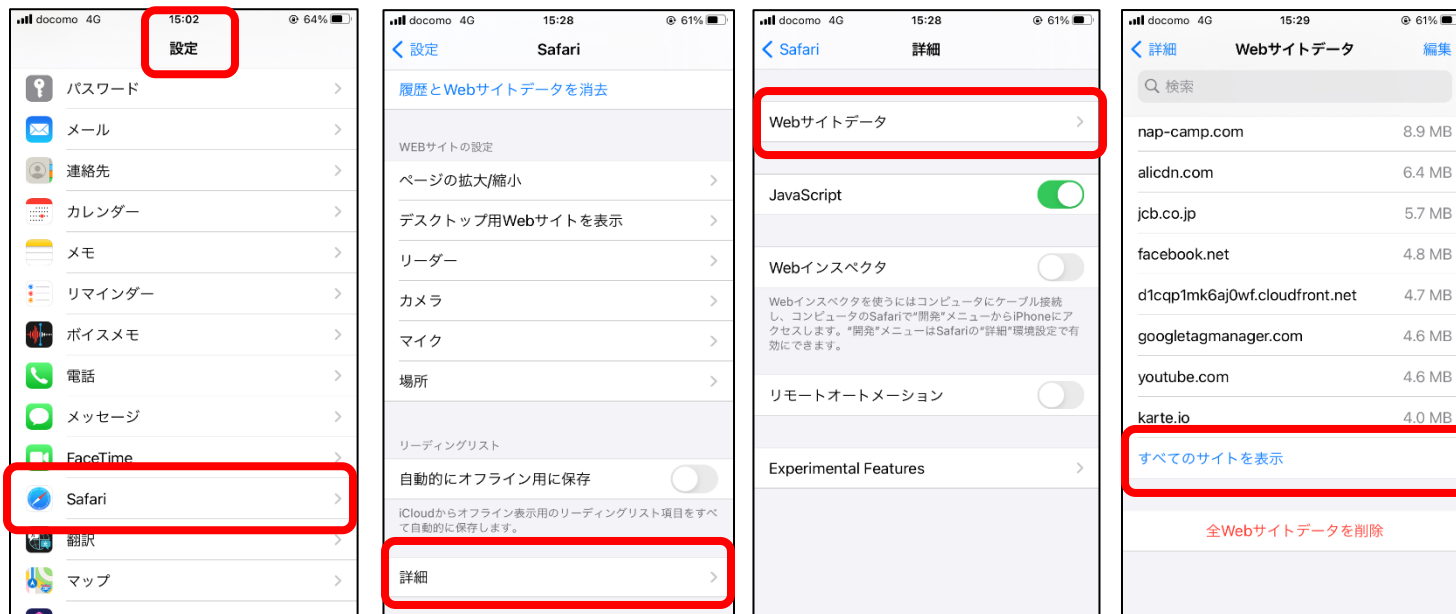 docomo 4G 15:02 64%
設定
パスワード
メール
連絡先
カレンダー
メモ
リマインダー
ボイスメモ
電話
メッセージ
FaceTime
Safari
翻訳
マップ
docomo 4G 15:28 61%
設定 Safari
履歴とWebサイトデータを消去
WEBサイトの設定
ページの拡大/縮小
デスクトップ用Webサイトを表示
リーダー
カメラ
マイク
場所
リーディングリスト
自動的にオフライン用に保存
iCloudからオフライン表示用のリーディングリスト項目をすべ
て自動的に保存します。
詳細
docomo 4G 15:28 61%
Safari 詳細
Webサイトデータ
JavaScript
Webインスペクタ
Webインスペクタを使うにはコンピュータにケーブル接続
し、コンピュータのSafariで“開発”メニューからiPhoneにア
クセスします。“開発”メニューはSafariの“詳細”環境設定で有
効にできます。
リモートオートメーション
Experimental Features
docomo 4G 15:29 61%
詳細 Webサイトデータ 編集
検索
nap-camp.com 8.9 MB
alicdn.com 6.4 MB
jcb.co.jp 5.7 MB
facebook.net 4.8 MB
d1cqp1mk6aj0wf.cloudfront.net 4.7 MB
googletagmanager.com 4.6 MB
youtube.com 4.6 MB
karte.io 4.0 MB
すべてのサイトを表示
全Webサイトデータを削除